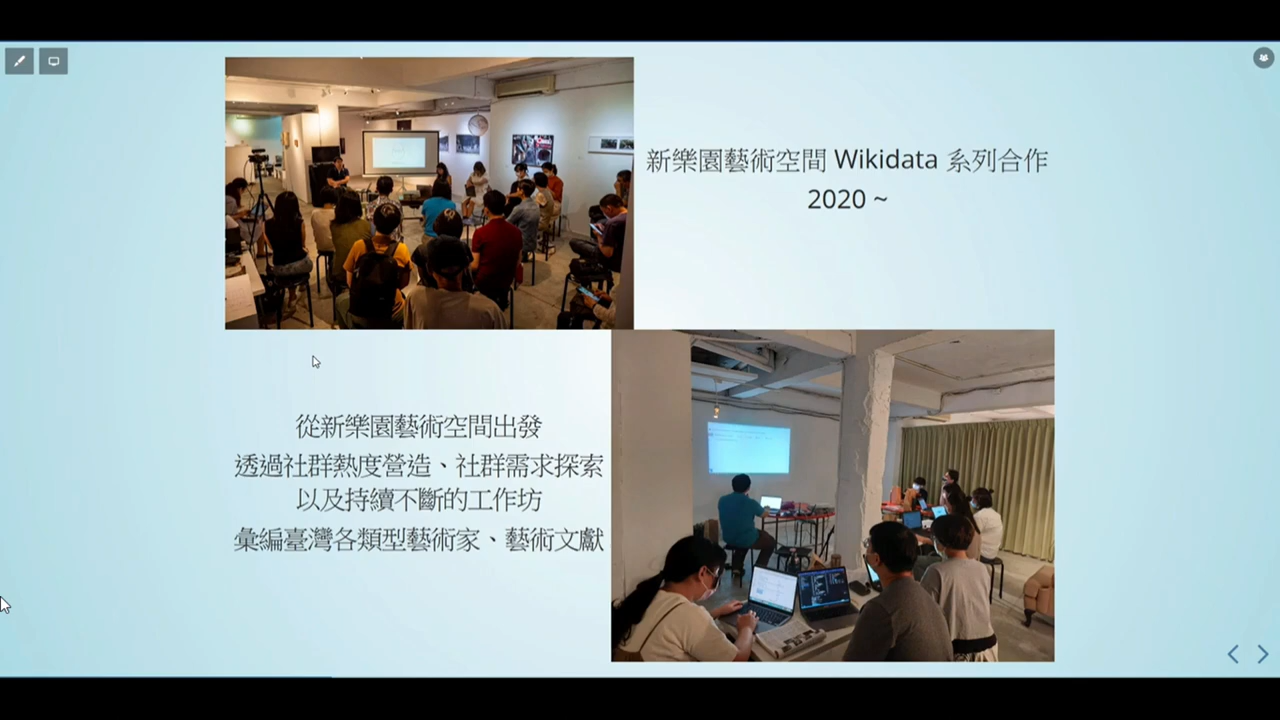 新樂園藝術空間 Wikidata 系列合作
2020 ~
從新樂園藝術空間出發
透過社群熱度營造、社群需求探索
以及持續不斷的工作坊
彙編臺灣各類型藝術家、藝術文獻